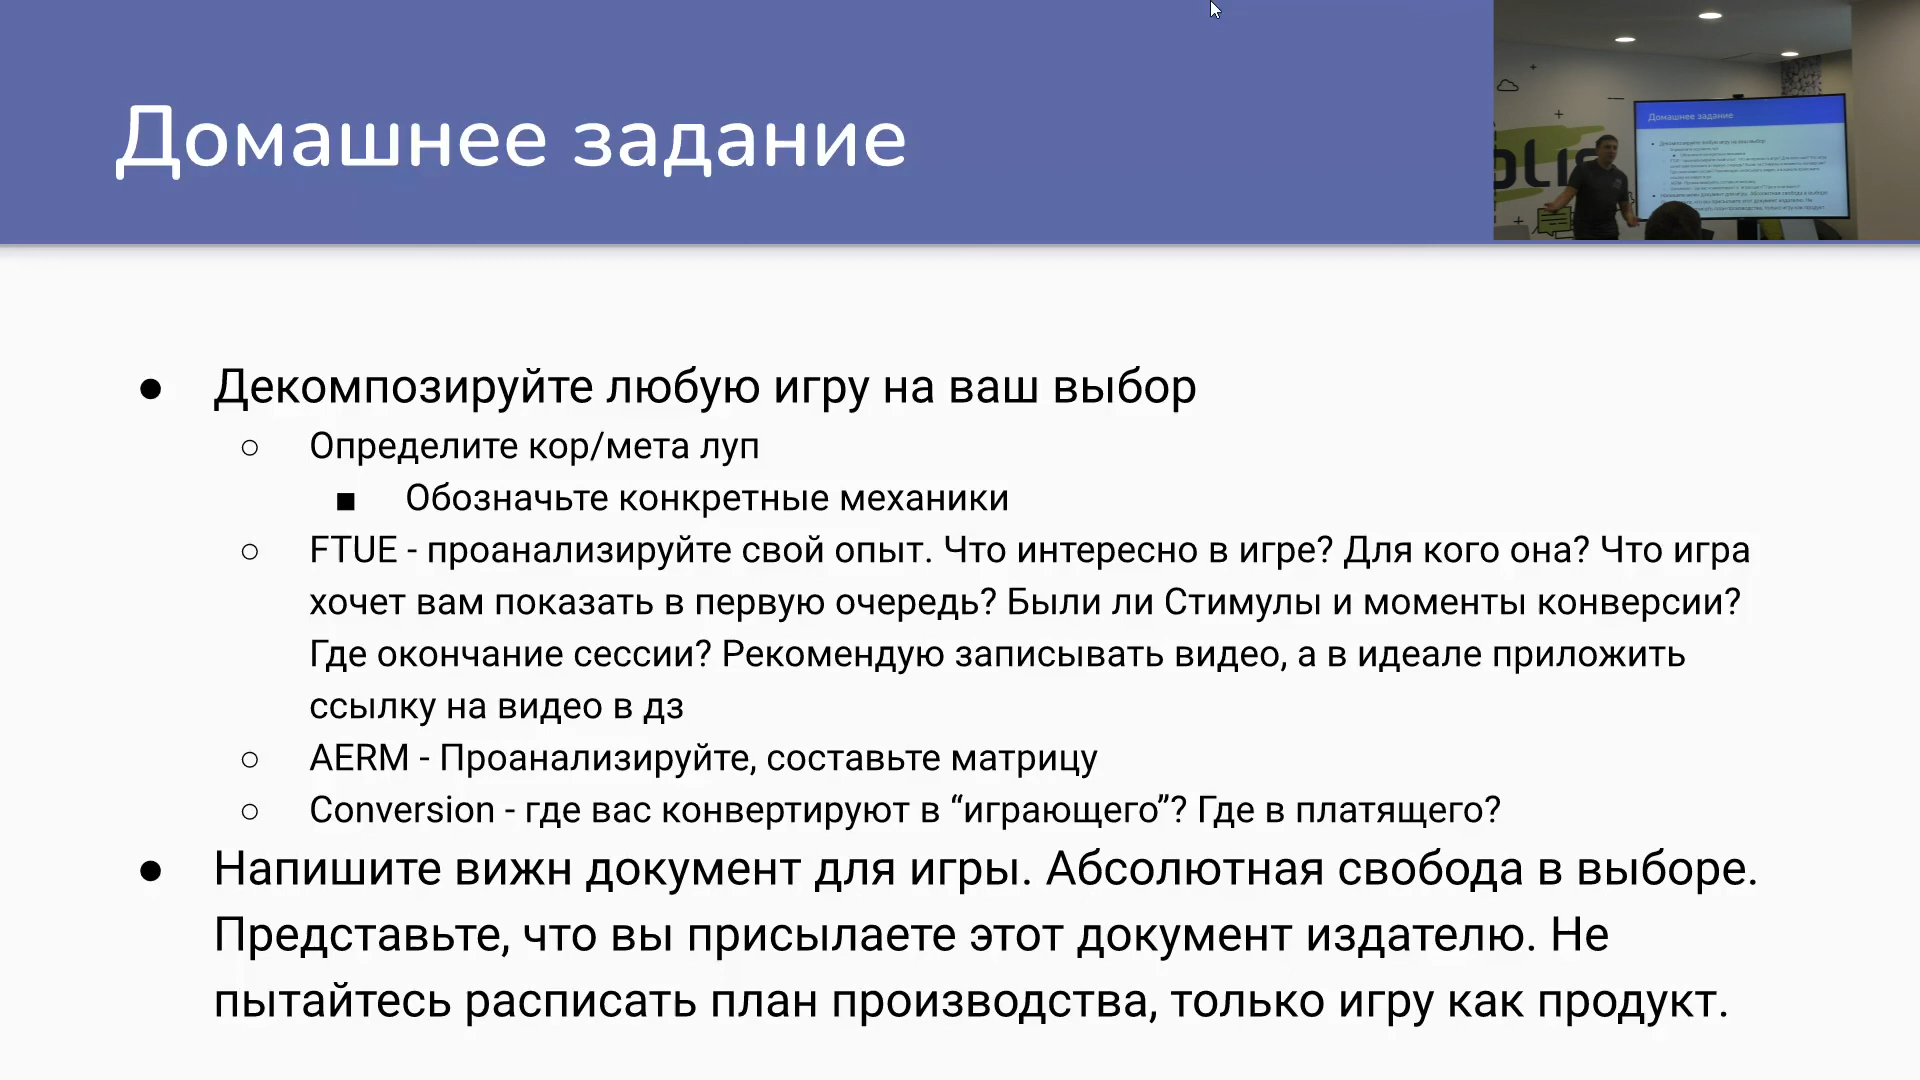 Домашнее задание
● Декомпозируйте любую игру на ваш выбор
○ Определите кор/мета луп
■ Обозначьте конкретные механики
○ FTUE - проанализируйте свой опыт. Что интересно в игре? Для кого она? Что игра
хочет вам показать в первую очередь? Были ли Стимулы и моменты конверсии?
Где окончание сессии? Рекомендую записывать видео, а в идеале приложить
ссылку на видео в дз
○ AERM - Проанализируйте, составьте матрицу
○ Conversion - где вас конвертируют в “играющего”? Где в платящего?
● Напишите вижн документ для игры. Абсолютная свобода в выборе.
Представьте, что вы присылаете этот документ издателю. Не
пытайтесь расписать план производства, только игру как продукт.
Домашнее задание